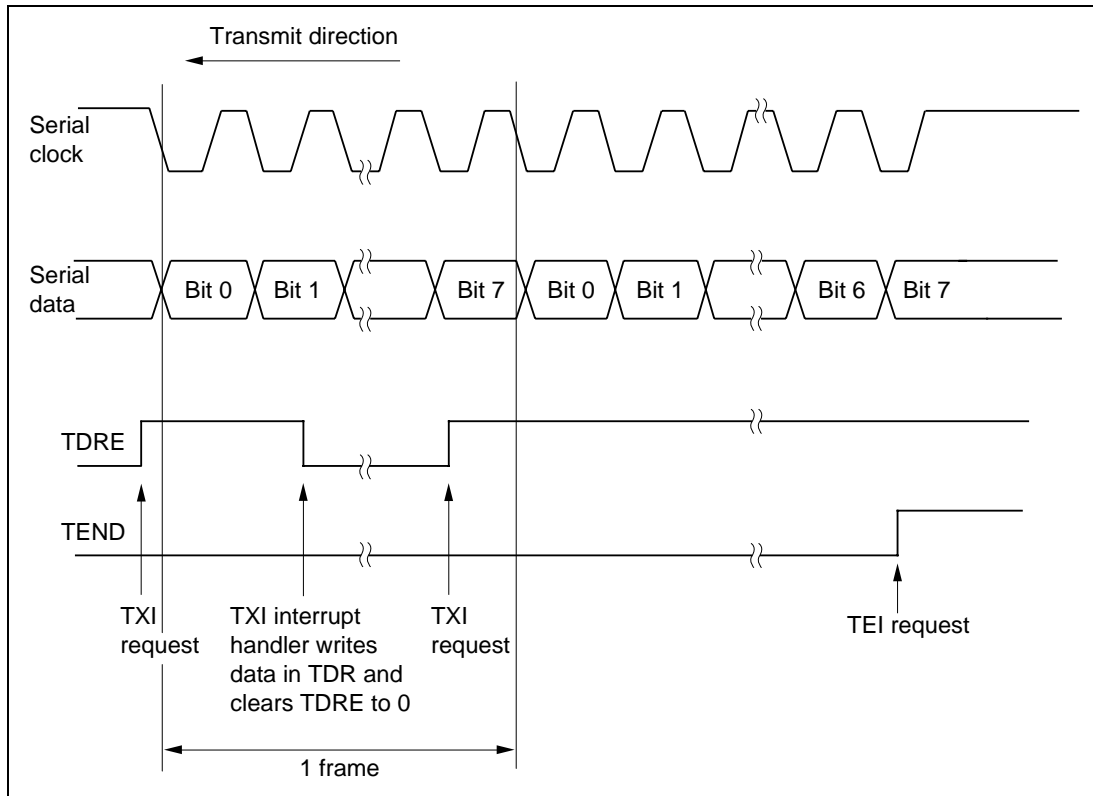 Transmit direction
Serial
clock
Serial
data
Bit 0
Bit 1
Bit 7
Bit 0
Bit 1
Bit 6
Bit 7
TDRE
TEND
TXI
request
TXI interrupt
handler writes
data in TDR and
clears TDRE to 0
TXI
request
TEI request
1 frame